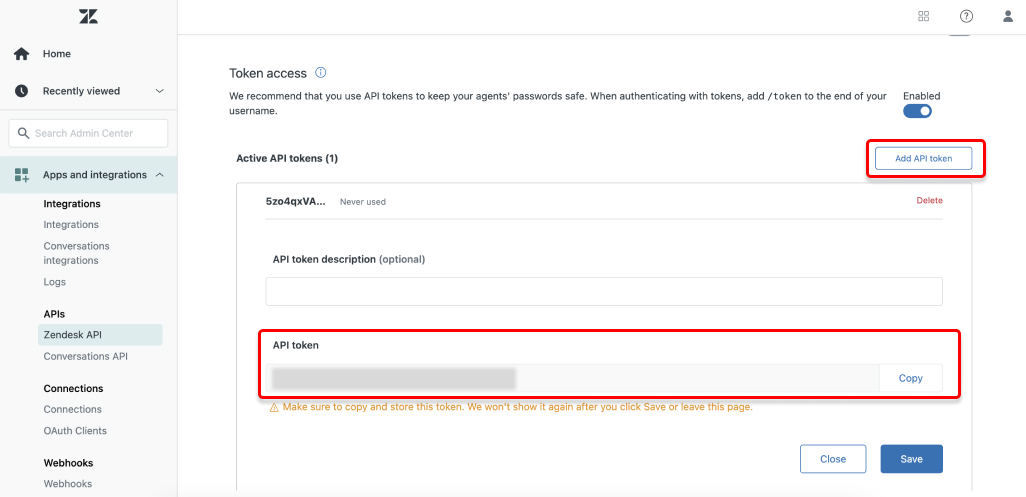 Home
Recently viewed
Search Admin Center
Apps and integrations
Integrations
Integrations
Conversations
integrations
Logs
APIs
Zendesk API
Conversations API
Connections
Connections
OAuth Clients
Webhooks
Webhooks
Token access
We recommend that you use API tokens to keep your agents' passwords safe. When authenticating with tokens, add /token to the end of your
username.
Enabled
Active API tokens (1)
Add API token
5zo4qxVA... Never used
Delete
API token description (optional)
API token
Copy
Make sure to copy and store this token. We won't show it again after you click Save or leave this page.
Close
Save